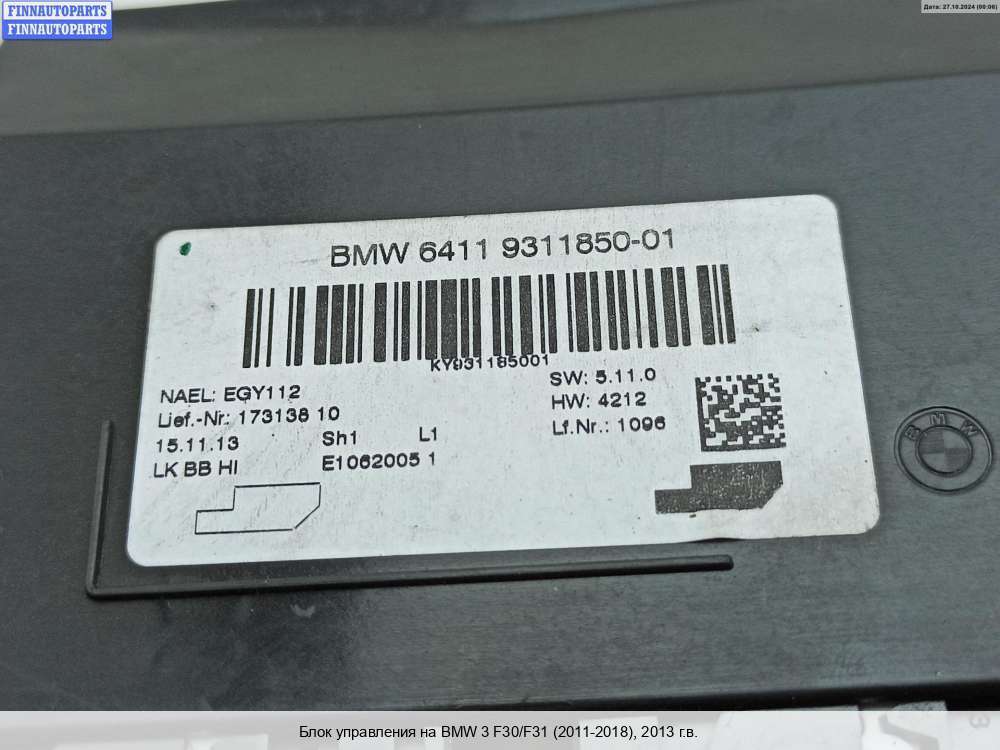 FINNAUTOPARTS
FINNAUTOPARTS
Дата: 27.10.2024 (00:06)
BMW 6411 9311850-01
KY931185001
NAEL: EGY112
Lief.-Nr.: 173138 10
15.11.13 Sh1 L1
LK BB HI E1062005 1
SW: 5.11.0
HW: 4212
Lf.Nr.: 1096
BMW
Блок управления на BMW 3 F30/F31 (2011-2018), 2013 г.в.